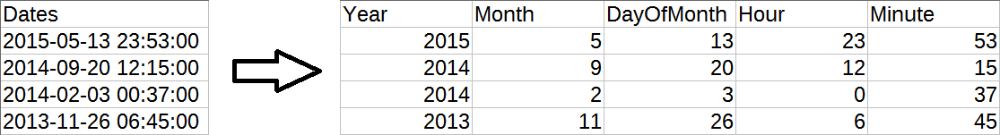 Dates Year Month DayOfMonth Hour Minute
2015-05-13 23:53:00 2015 5 13 23 53
2014-09-20 12:15:00 2014 9 20 12 15
2014-02-03 00:37:00 2014 2 3 0 37
2013-11-26 06:45:00 2013 11 26 6 45